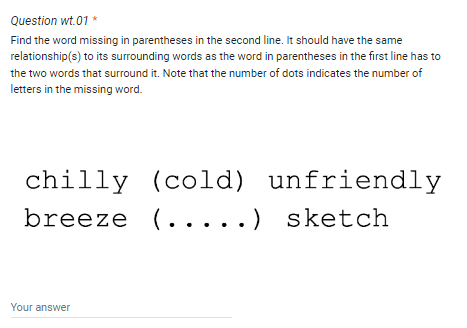 Question wt.01 *
Find the word missing in parentheses in the second line. It should have the same
relationship(s) to its surrounding words as the word in parentheses in the first line has to
the two words that surround it. Note that the number of dots indicates the number of
letters in the missing word.
chilly (cold) unfriendly
breeze (.....) sketch
Your answer